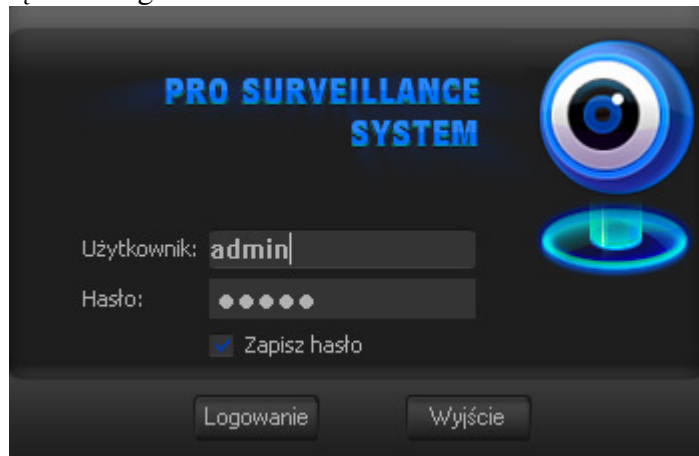 PRO SURVEILLANCE
SYSTEM
Użytkownik: admin
Hasło: ●●●●●
Zapisz hasło
Logowanie Wyjście